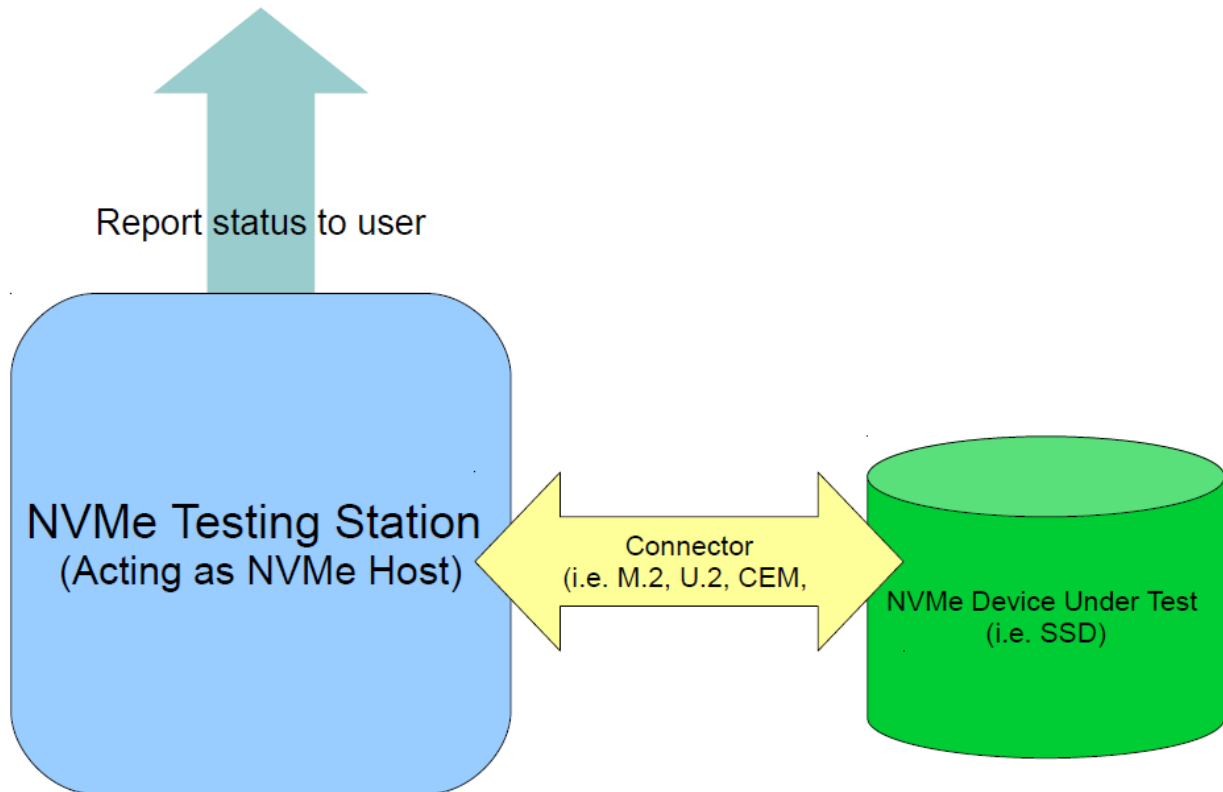 Report status to user
NVMe Testing Station
(Acting as NVMe Host)
Connector
(i.e. M.2, U.2, CEM,
NVMe Device Under Test
(i.e. SSD)